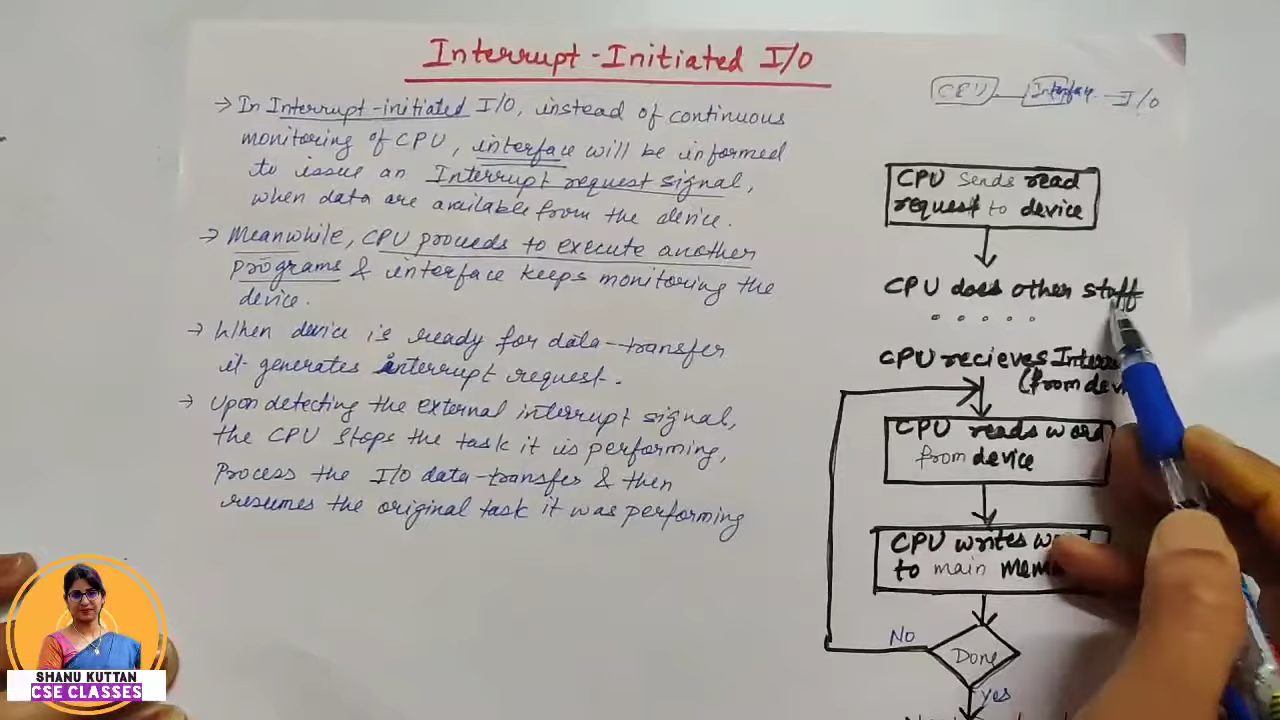 Interrupt-Initiated I/O
→ In Interrupt-initiated I/O, instead of continuous
monitoring of CPU, interface will be informed
to issue an Interrupt request signal,
when data are available from the device.
→ Meanwhile, CPU proceds to execute another
programs & interface keeps monitoring the
device.
→ When device is ready for data-transfer
it generates interrupt request.
→ Upon detecting the external interrupt signal,
the CPU stops the task it is performing,
Process the I/O data-transfer & then
resumes the original task it was performing
CPU Interface I/O
CPU sends read
request to device
CPU does other stuff
CPU recieves
(from
CPU reads word
from device
CPU writes
to main
Done
No
yes
SHANU KUTTAN
CSE CLASSES